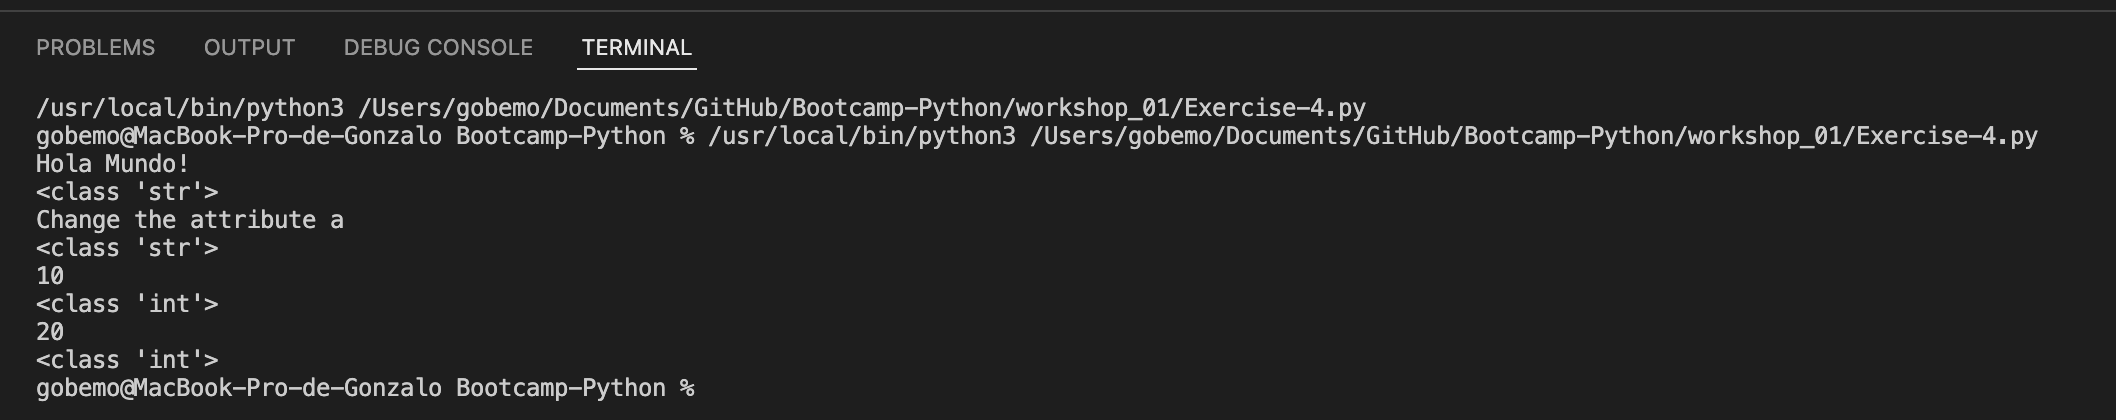 PROBLEMS OUTPUT DEBUG CONSOLE TERMINAL
/usr/local/bin/python3 /Users/gobemo/Documents/GitHub/Bootcamp-Python/workshop_01/Exercise-4.py
gobemo@MacBook-Pro-de-Gonzalo Bootcamp-Python % /usr/local/bin/python3 /Users/gobemo/Documents/GitHub/Bootcamp-Python/workshop_01/Exercise-4.py
Hola Mundo!
<class 'str'>
Change the attribute a
<class 'str'>
10
<class 'int'>
20
<class 'int'>
gobemo@MacBook-Pro-de-Gonzalo Bootcamp-Python %